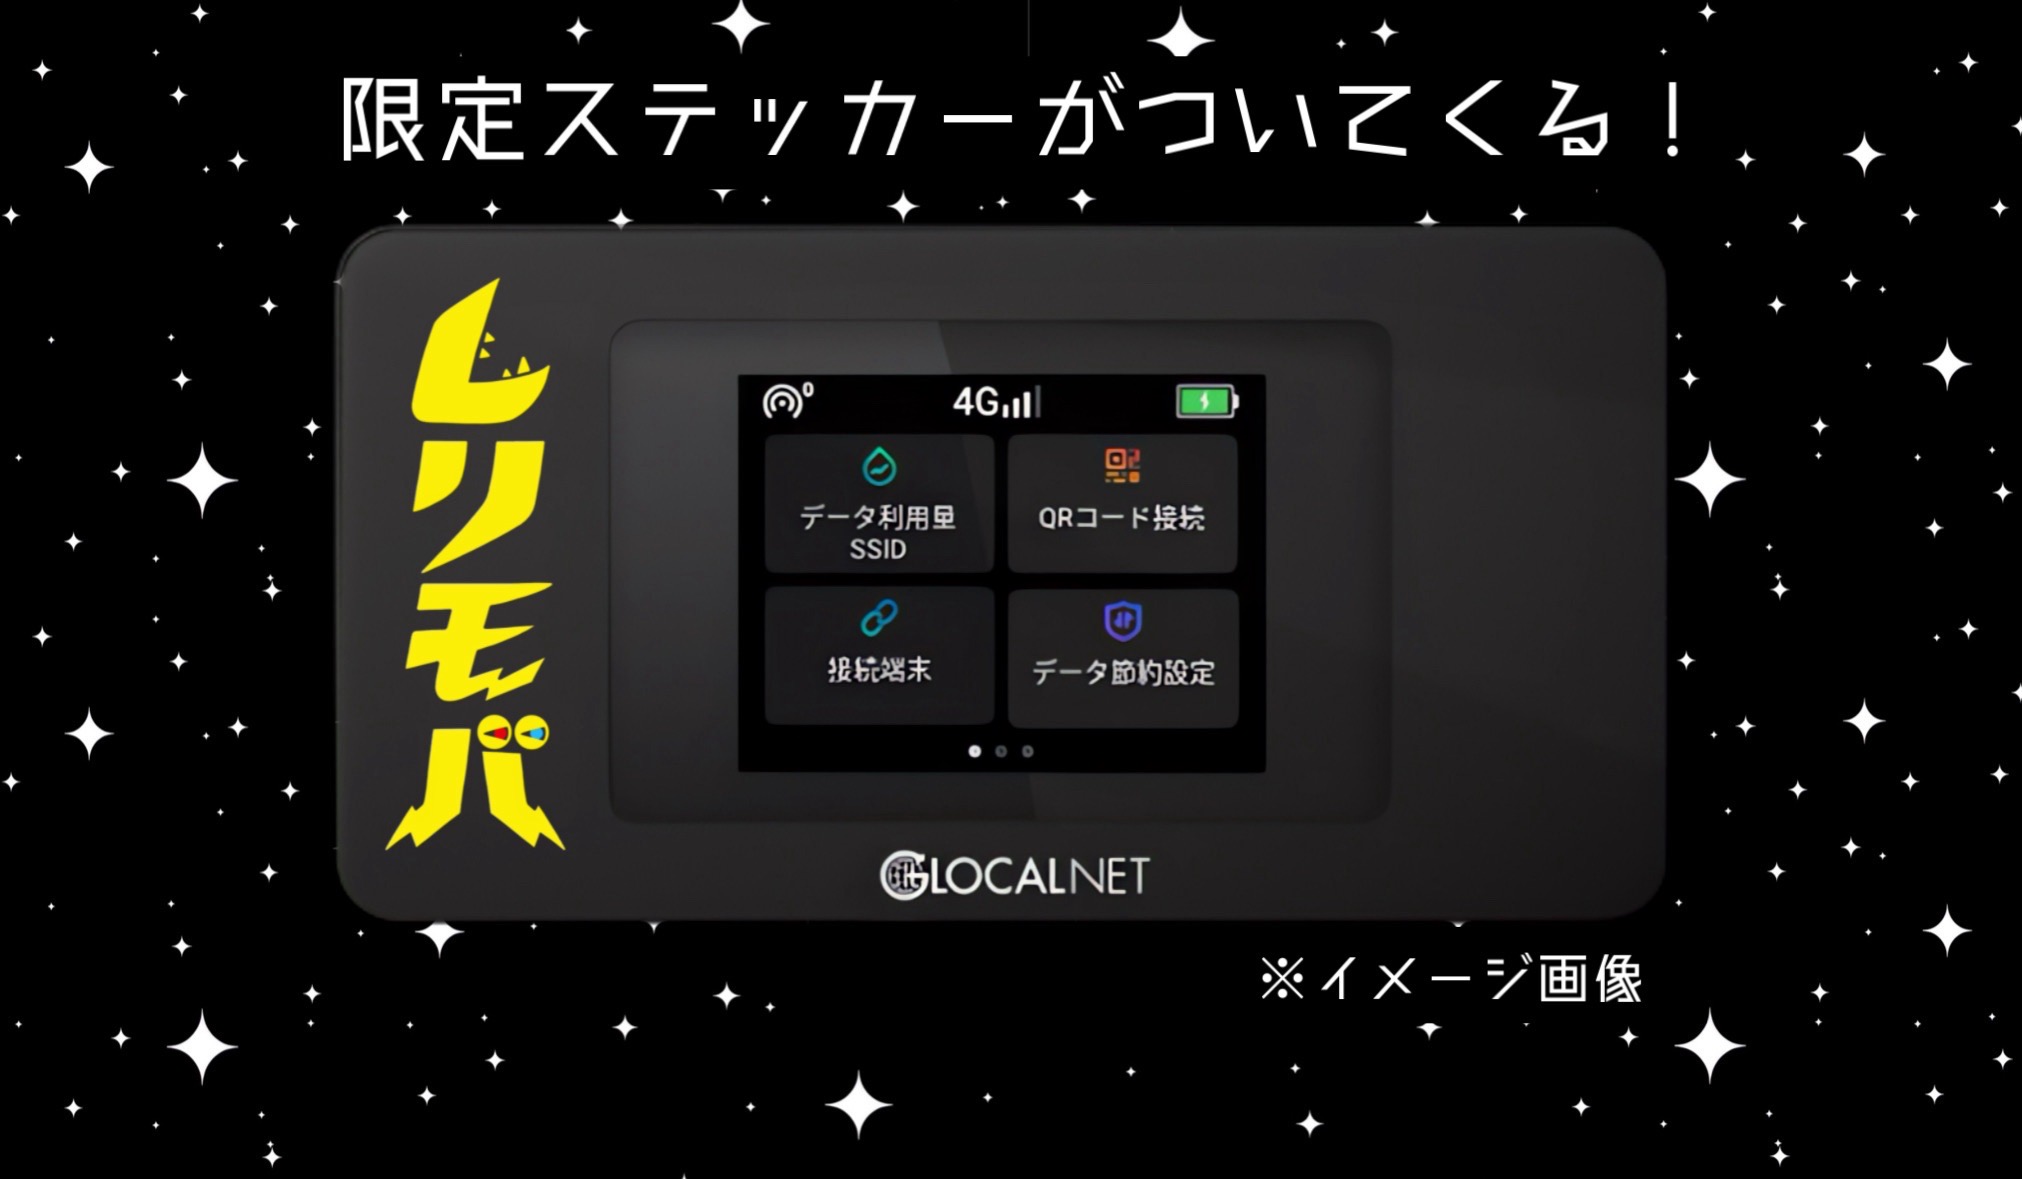 限定ステッカーがついてくる！
レリモバ
0
4G
データ利用量
SSID
QRコード接続
接続端末
データ節約設定
GLOCALNET
※イメージ画像